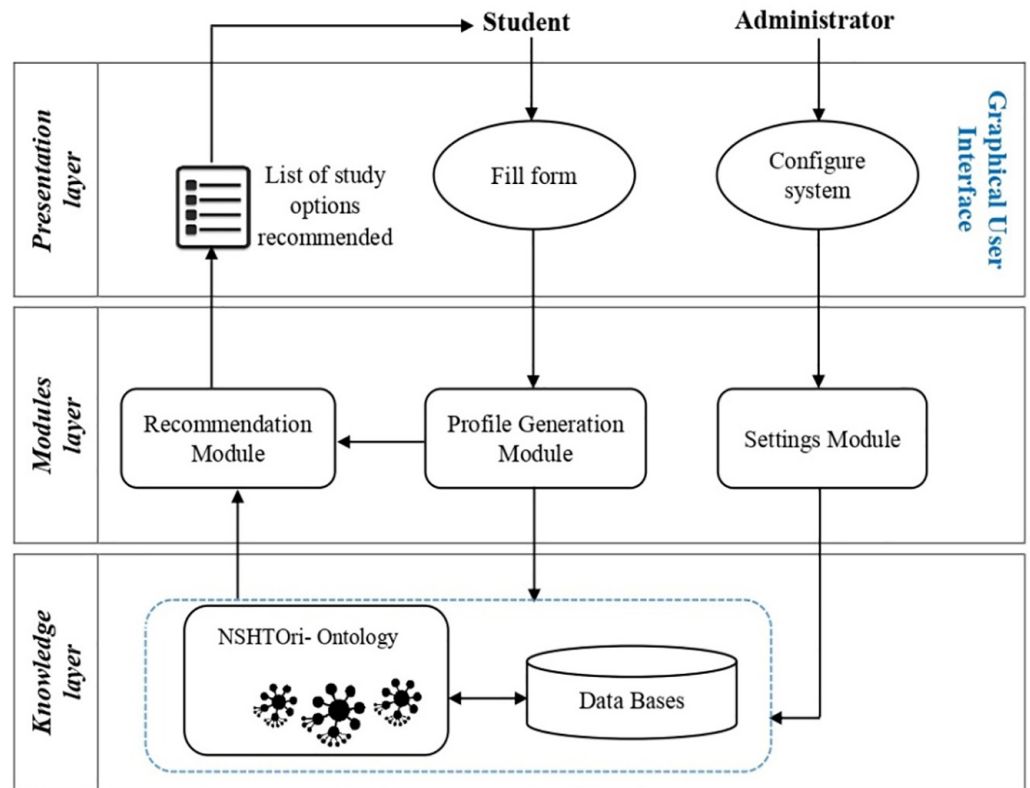 Student
Administrator
Presentation
layer
List of study
options
recommended
Fill form
Configure
system
Graphical User
Interface
Modules
layer
Recommendation
Module
Profile Generation
Module
Settings Module
Knowledge
layer
NSHTOri- Ontology
Data Bases